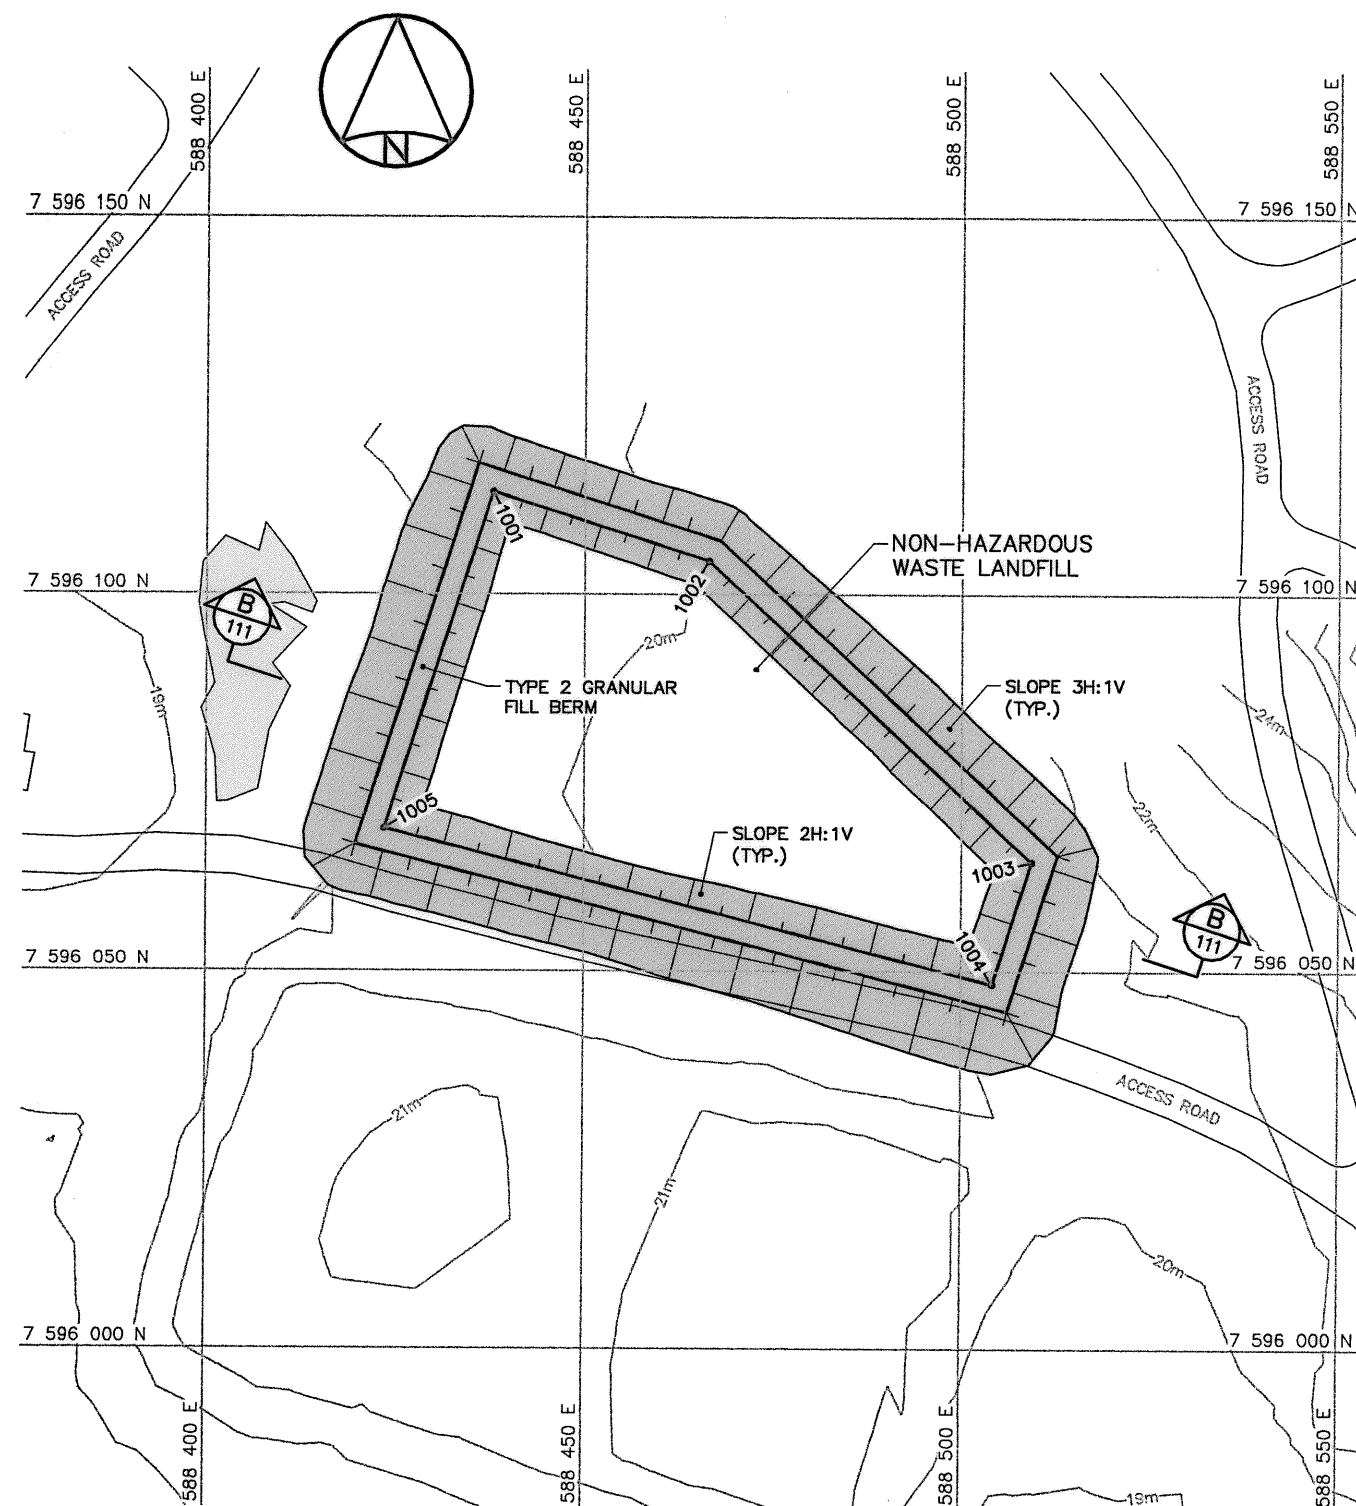 N
588 400 E
588 450 E
588 500 E
588 550 E
7 596 150 N
7 596 150 N
ACCESS ROAD
ACCESS ROAD
1001
1002
NON-HAZARDOUS
WASTE LANDFILL
7 596 100 N
7 596 100 N
B
111
20m
TYPE 2 GRANULAR
FILL BERM
SLOPE 3H:1V
(TYP.)
19m
24m
22m
1005
SLOPE 2H:1V
(TYP.)
1003
1004
B
111
7 596 050 N
7 596 050 N
ACCESS ROAD
21m
21m
20m
7 596 000 N
7 596 000 N
588 400 E
588 450 E
588 500 E
588 550 E
19m